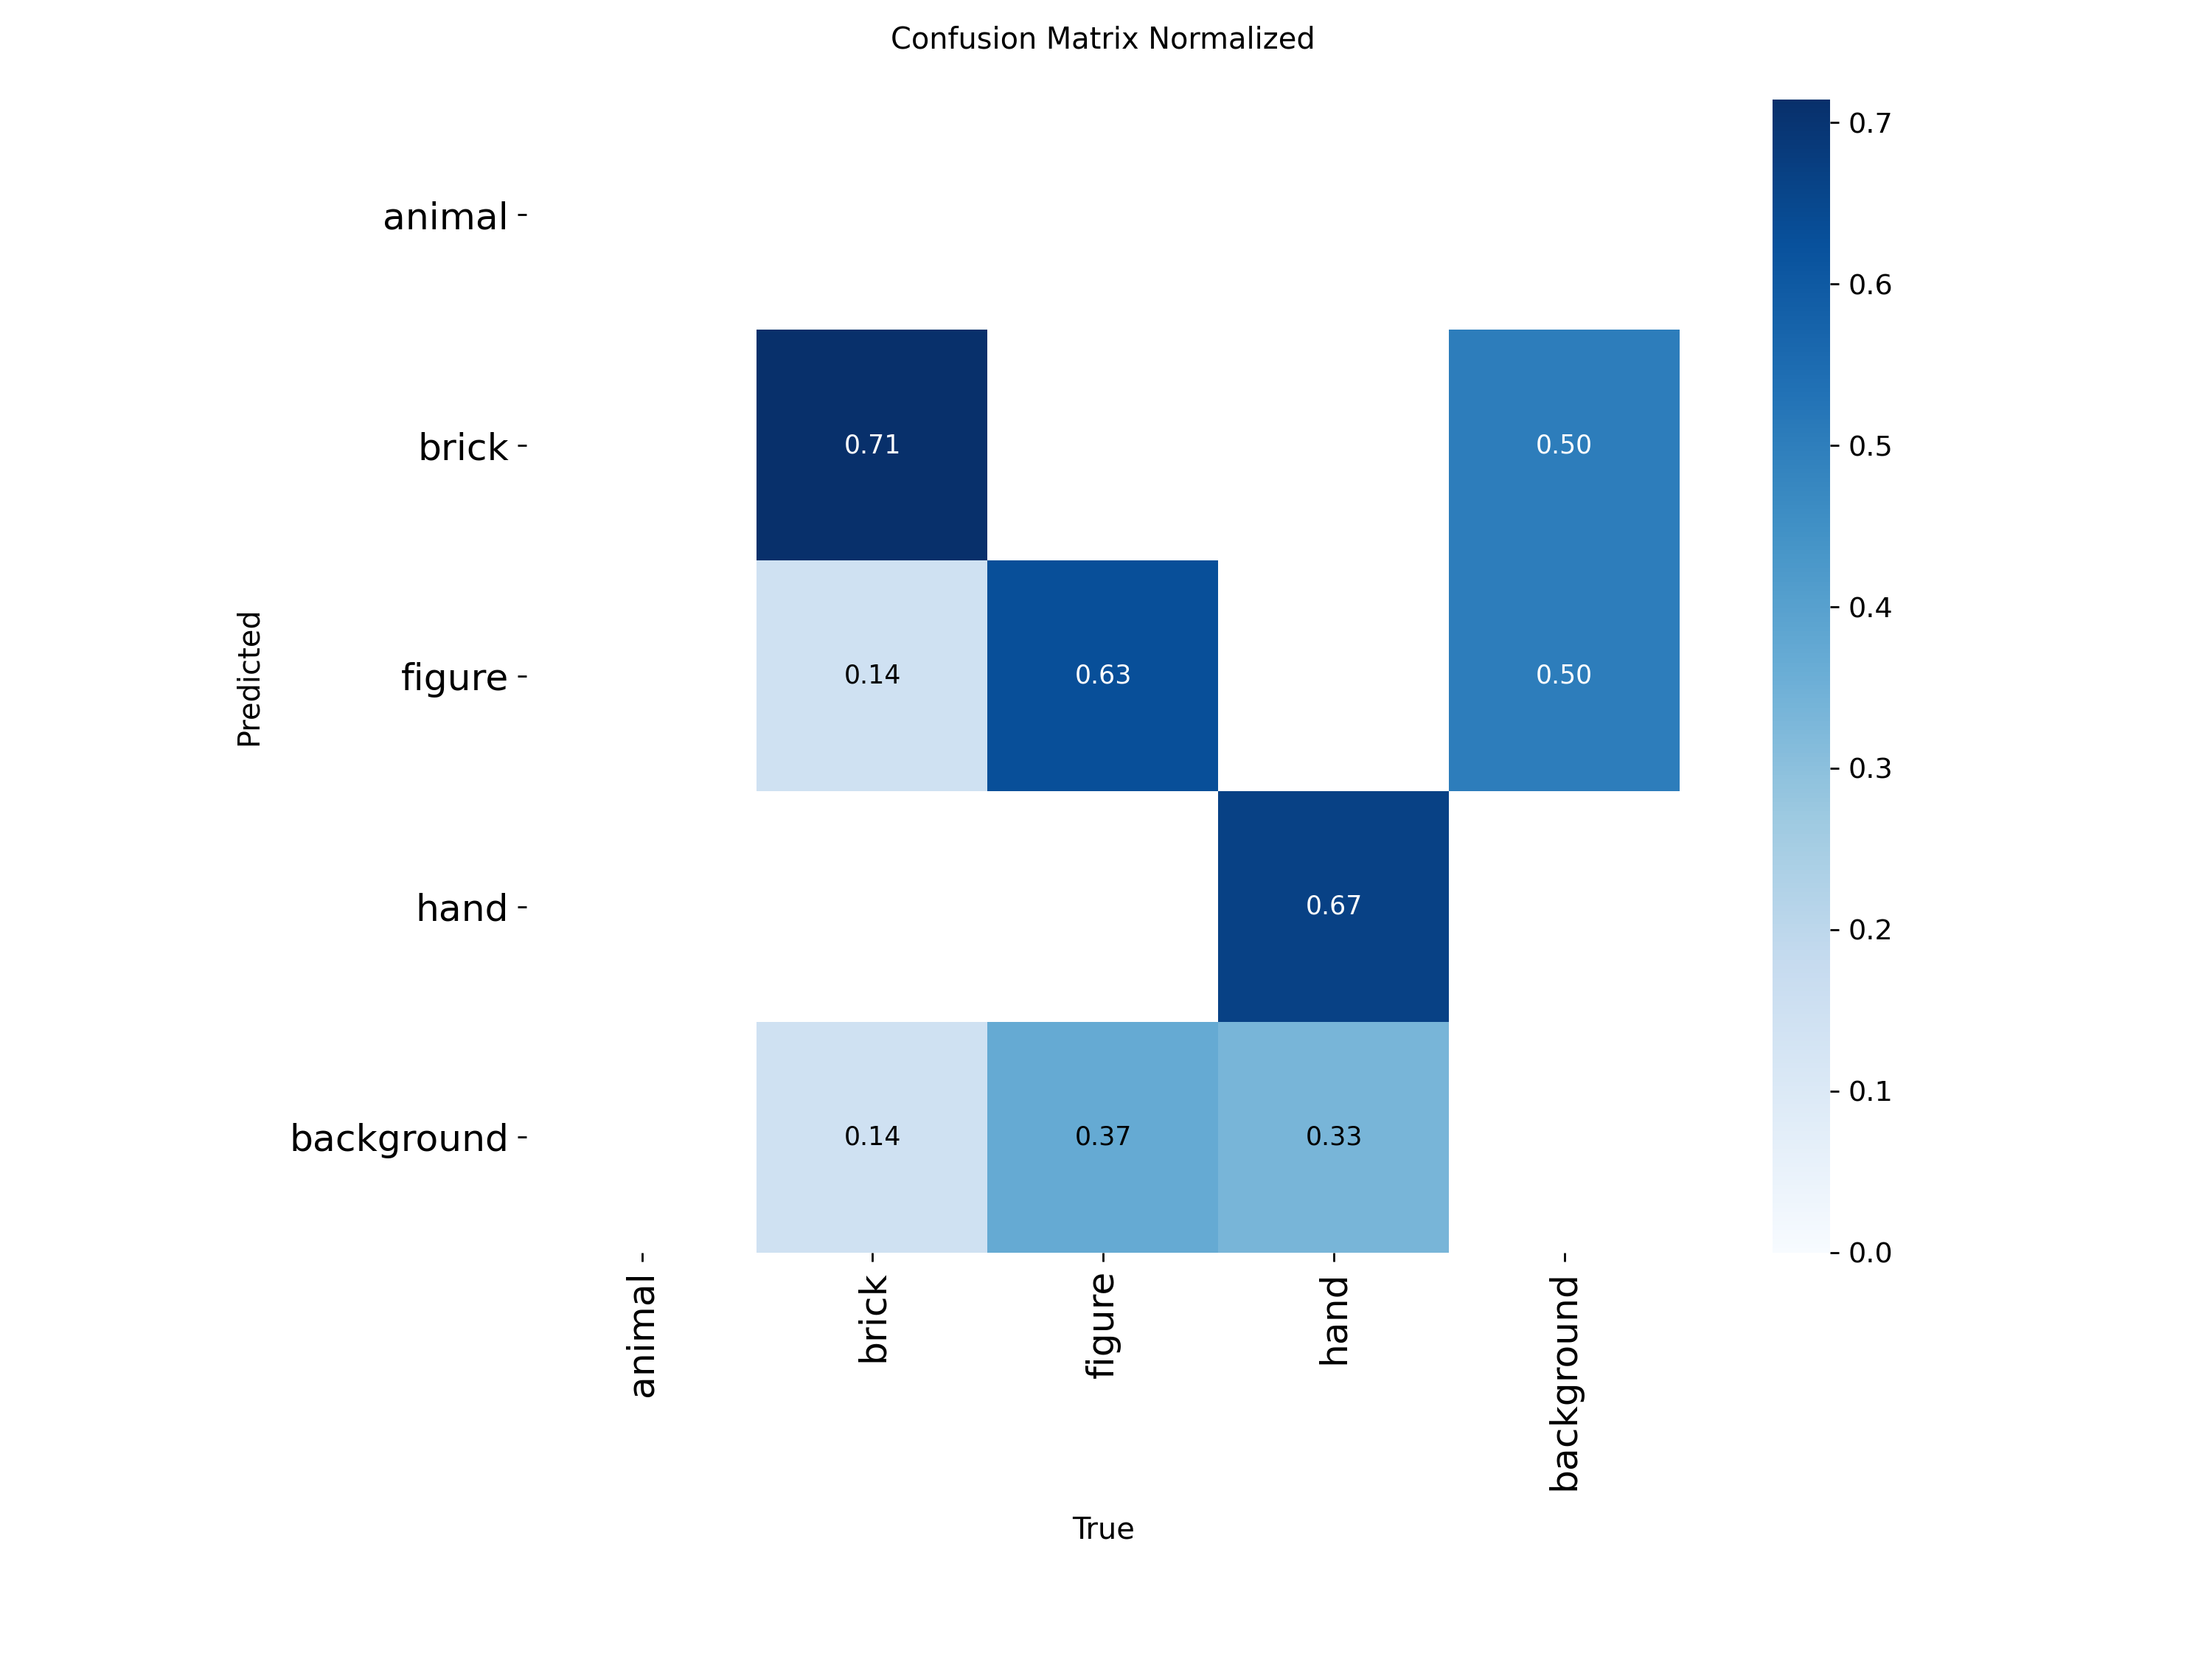 Confusion Matrix Normalized
animal
brick
figure
hand
background
Predicted
0.71
0.50
0.14
0.63
0.50
0.67
0.14
0.37
0.33
animal
brick
figure
hand
background
True
0.7
0.6
0.5
0.4
0.3
0.2
0.1
0.0